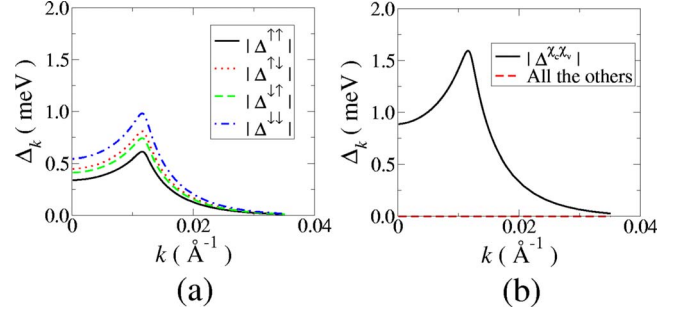 2.0
1.5
1.0
0.5
0.0
Δk ( meV )
| Δ↑↑ |
| Δ↑↓ |
| Δ↓↑ |
| Δ↓↓ |
0
0.02
0.04
k ( Å-1 )
(a)
2.0
1.5
1.0
0.5
0.0
Δk ( meV )
| Δχcχv |
All the others
0
0.02
0.04
k ( Å-1 )
(b)